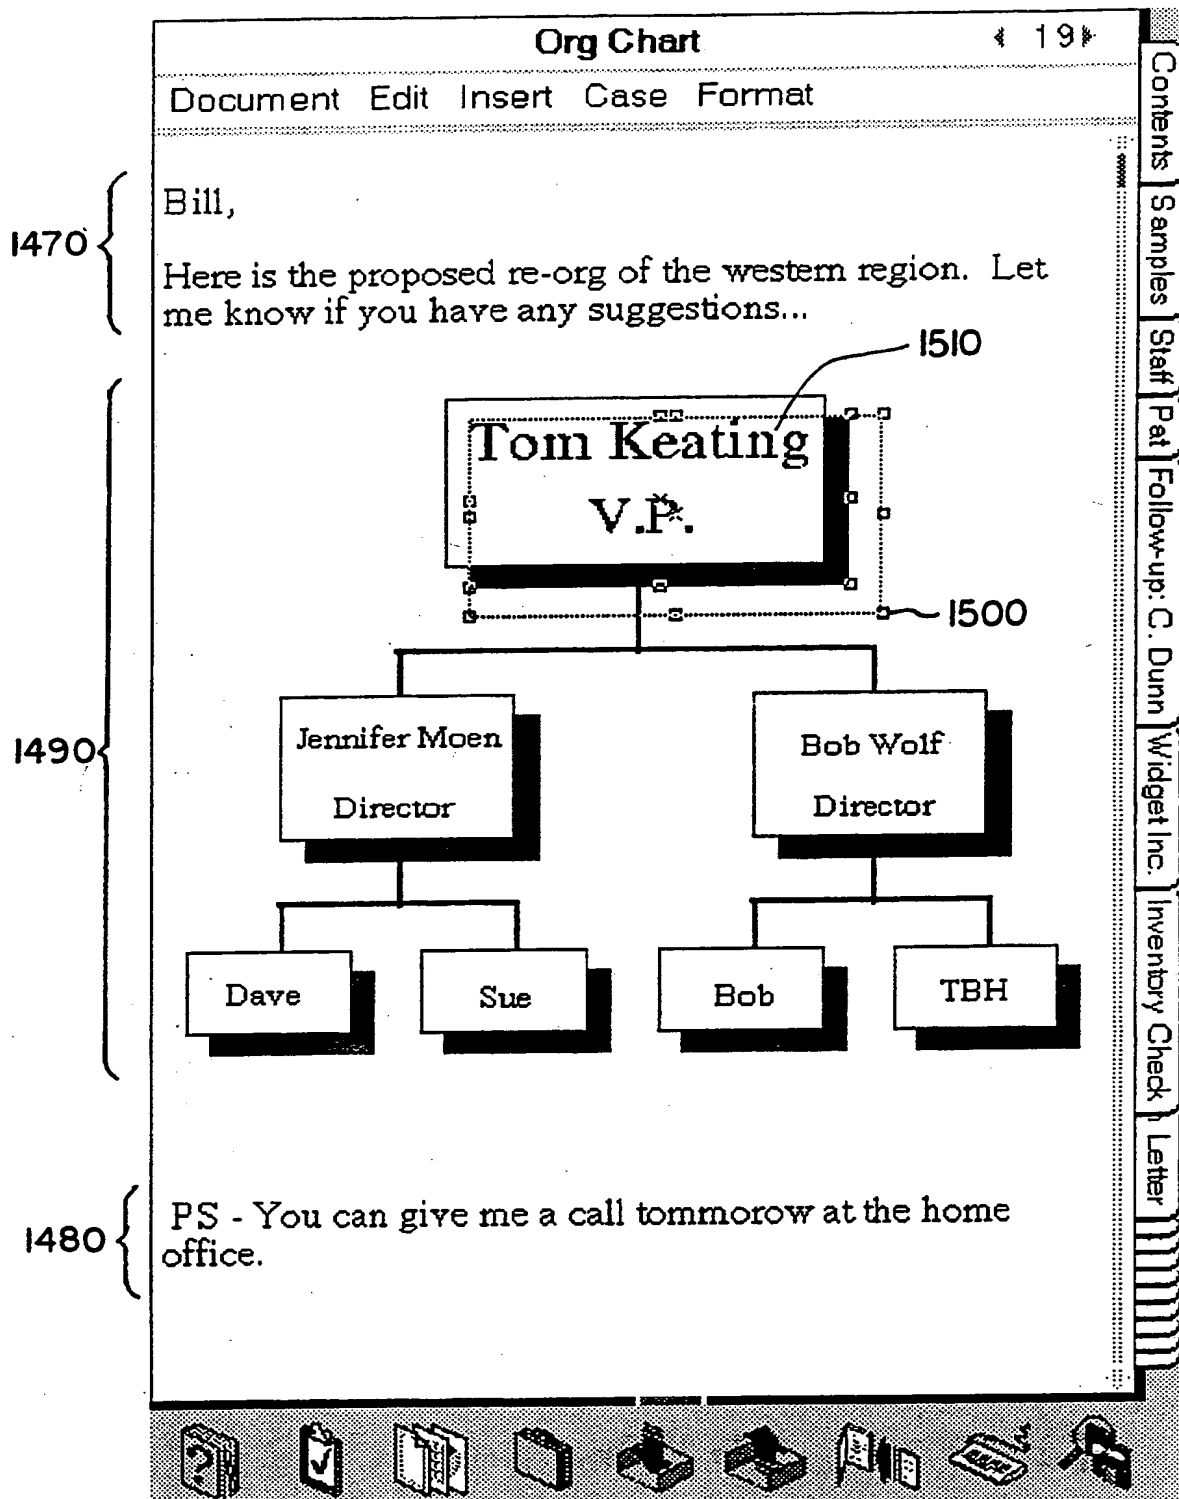 Org Chart 19
Document Edit Insert Case Format
1470
Bill,
Here is the proposed re-org of the western region. Let
me know if you have any suggestions...
1510
Tom Keating
V.P.
1500
1490
Jennifer Moen
Director
Bob Wolf
Director
Dave
Sue
Bob
TBH
1480
PS - You can give me a call tommorow at the home
office.
Contents
Samples
Staff
Pat
Follow-up: C. Dunn
Widget Inc.
Inventory Check
Letter
?